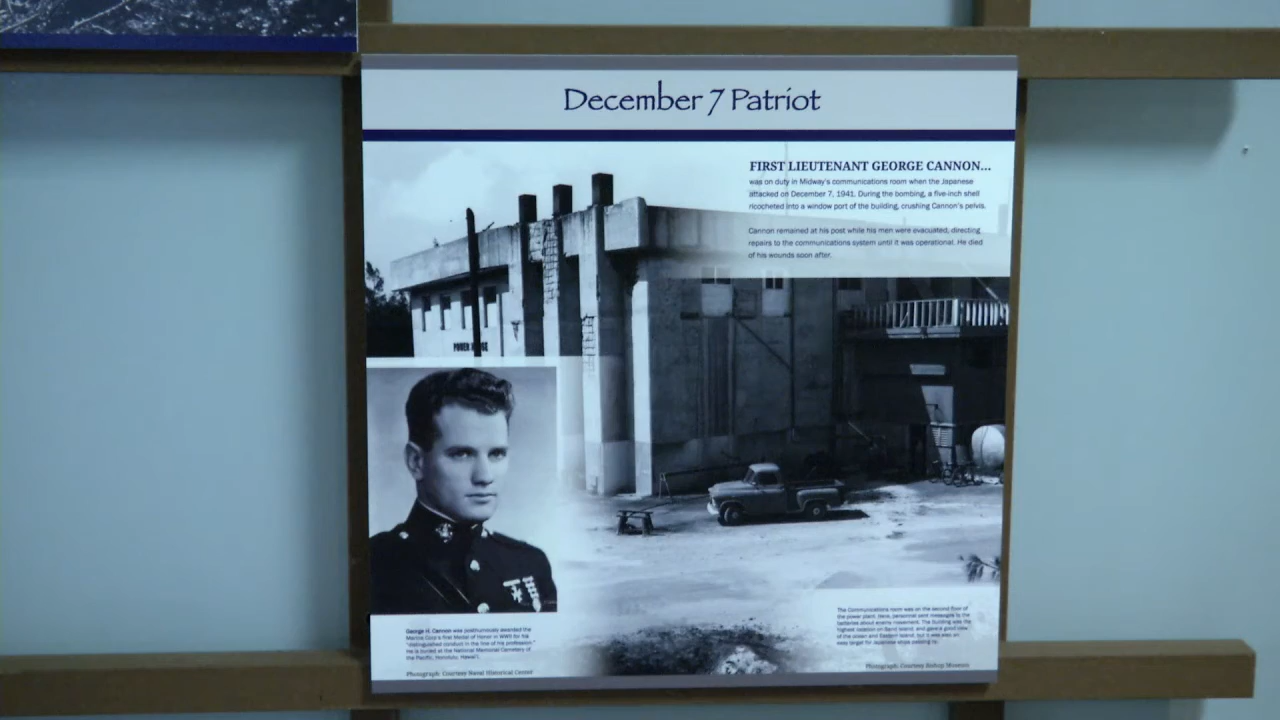 December 7 Patriot
FIRST LIEUTENANT GEORGE CANNON...
was on duty in Midway's communications room when the Japanese
attacked on December 7, 1941. During the bombing, a five-inch shell
ricocheted into a window port of the building, crushing Cannon's pelvis.
Cannon remained at his post while his men were evacuated, directing
repairs to the communications system until it was operational. He died
of his wounds soon after.
POWER
George H. Cannon was posthumously awarded the
Marine Corp's first Medal of Honor in WWII for his
"distinguished conduct in the line of his profession."
He is buried at the National Memorial Cemetery of
the Pacific, Honolulu, Hawai'i.
Photograph: Courtesy Naval Historical Center
The Communications room was on the second floor of
the power plant. Here, personnel sent messages to the
batteries about enemy movement. The building was the
highest location on Sand Island, and gave a good view
of the ocean and Eastern Island, but it was also an
easy target for Japanese ships passing by.
Photograph: Courtesy Bishop Museum